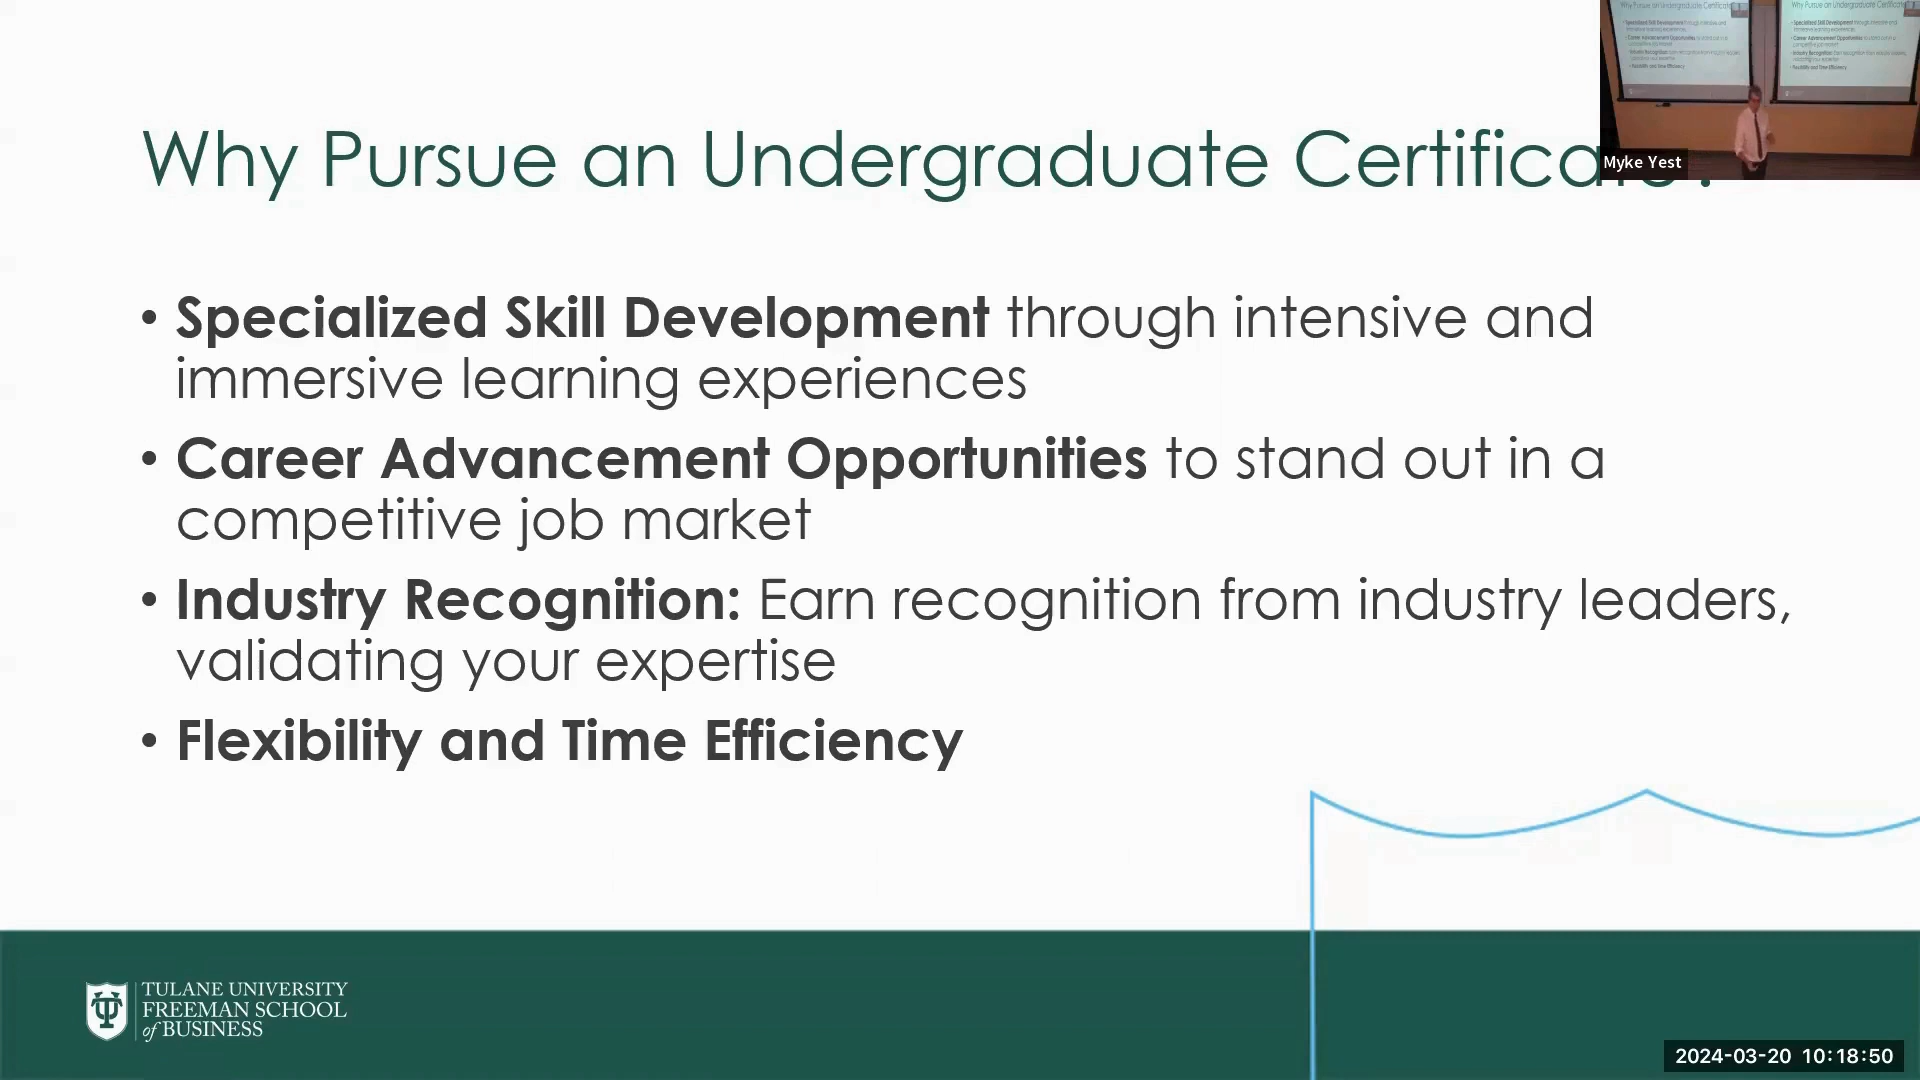 Why Pursue an Undergraduate Certifica
Myke Yest
• Specialized Skill Development through intensive and
immersive learning experiences
• Career Advancement Opportunities to stand out in a
competitive job market
• Industry Recognition: Earn recognition from industry leaders,
validating your expertise
• Flexibility and Time Efficiency
TULANE UNIVERSITY
FREEMAN SCHOOL
of BUSINESS
2024-03-20 10:18:50